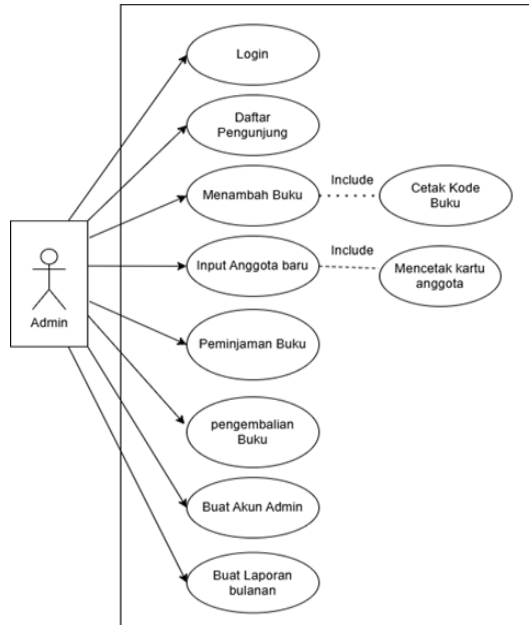 Login
Daftar
Pengunjung
Menambah Buku
Include
Cetak Kode
Buku
Input Anggota baru
Include
Mencetak kartu
anggota
Admin
Peminjaman Buku
pengembalian
Buku
Buat Akun Admin
Buat Laporan
bulanan